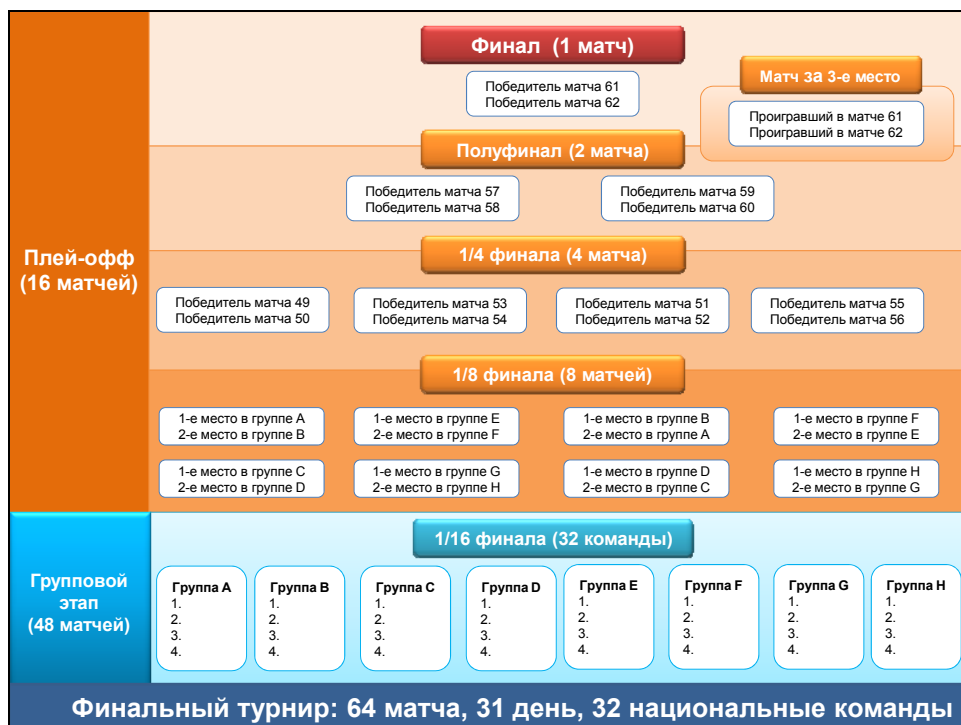 Финал (1 матч)
Победитель матча 61
Победитель матча 62
Матч за 3-е место
Проигравший в матче 61
Проигравший в матче 62
Полуфинал (2 матча)
Победитель матча 57
Победитель матча 58
Победитель матча 59
Победитель матча 60
Плей-офф
(16 матчей)
1/4 финала (4 матча)
Победитель матча 49
Победитель матча 50
Победитель матча 53
Победитель матча 54
Победитель матча 51
Победитель матча 52
Победитель матча 55
Победитель матча 56
1/8 финала (8 матчей)
1-е место в группе A
2-е место в группе B
1-е место в группе E
2-е место в группе F
1-е место в группе B
2-е место в группе A
1-е место в группе F
2-е место в группе E
1-е место в группе C
2-е место в группе D
1-е место в группе G
2-е место в группе H
1-е место в группе D
2-е место в группе C
1-е место в группе H
2-е место в группе G
Групповой
этап
(48 матчей)
1/16 финала (32 команды)
Группа A
1.
2.
3.
4.
Группа B
1.
2.
3.
4.
Группа C
1.
2.
3.
4.
Группа D
1.
2.
3.
4.
Группа E
1.
2.
3.
4.
Группа F
1.
2.
3.
4.
Группа G
1.
2.
3.
4.
Группа H
1.
2.
3.
4.
Финальный турнир: 64 матча, 31 день, 32 национальные команды